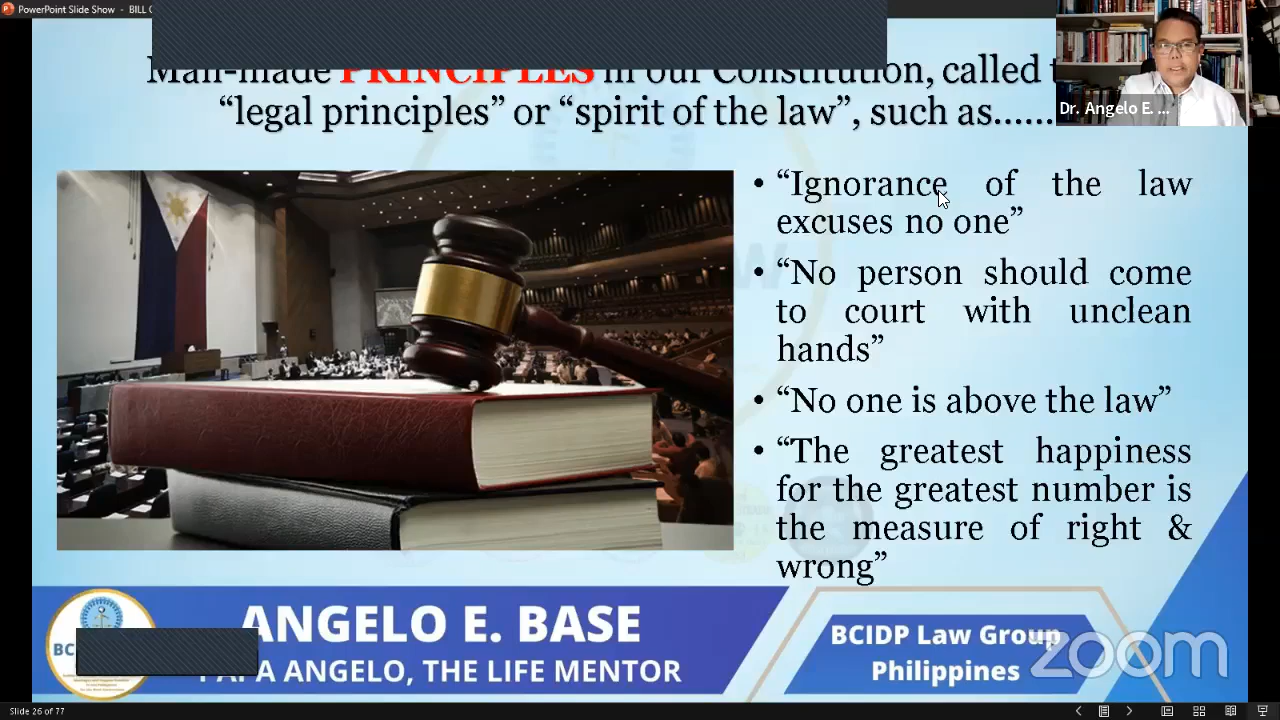 PowerPoint Slide Show - BILL
Man-made PRINCIPLES in our Constitution, called
“legal principles” or “spirit of the law”, such as……
Dr. Angelo E. ...
• “Ignorance of the law
excuses no one”
• “No person should come
to court with unclean
hands”
• “No one is above the law”
• “The greatest happiness
for the greatest number is
the measure of right &
wrong”
BC
ANGELO E. BASE
PAPA ANGELO, THE LIFE MENTOR
BCIDP Law Group
Philippines
zoom
Slide 26 of 77